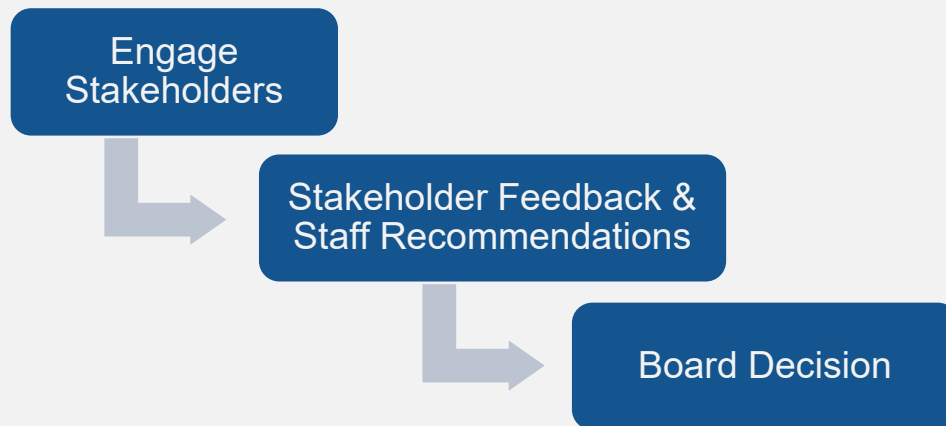 Engage
Stakeholders
Stakeholder Feedback &
Staff Recommendations
Board Decision